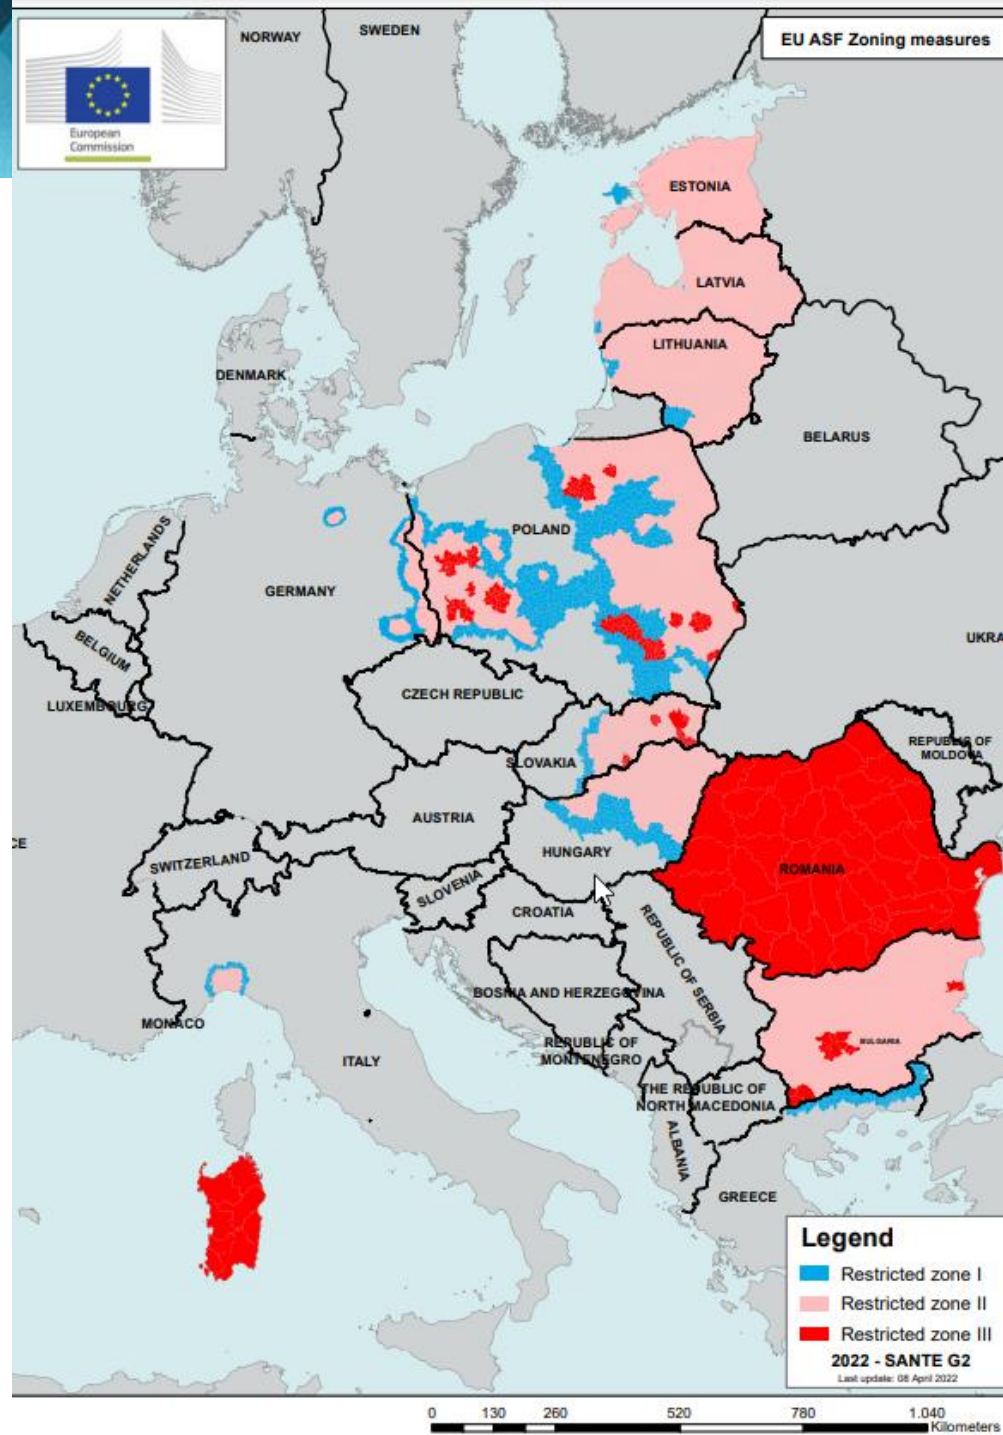 EU ASF Zoning measures
European
Commission
NORWAY
SWEDEN
ESTONIA
LATVIA
LITHUANIA
DENMARK
BELARUS
NETHERLANDS
POLAND
GERMANY
BELGIUM
UKRA
LUXEMBOURG
CZECH REPUBLIC
SLOVAKIA
REPUBLIC OF
MOLDOVA
AUSTRIA
CE
SWITZERLAND
HUNGARY
ROMANIA
SLOVENIA
CROATIA
REPUBLIC OF SERBIA
BOSNIA AND HERZEGOVINA
MONACO
ITALY
REPUBLIC OF
MONTENEGRO
BULGARIA
THE REPUBLIC OF
NORTH MACEDONIA
ALBANIA
GREECE
Legend
Restricted zone I
Restricted zone II
Restricted zone III
2022 - SANTE G2
Last update: 08 April 2022
0 130 260 520 780 1.040
Kilometers